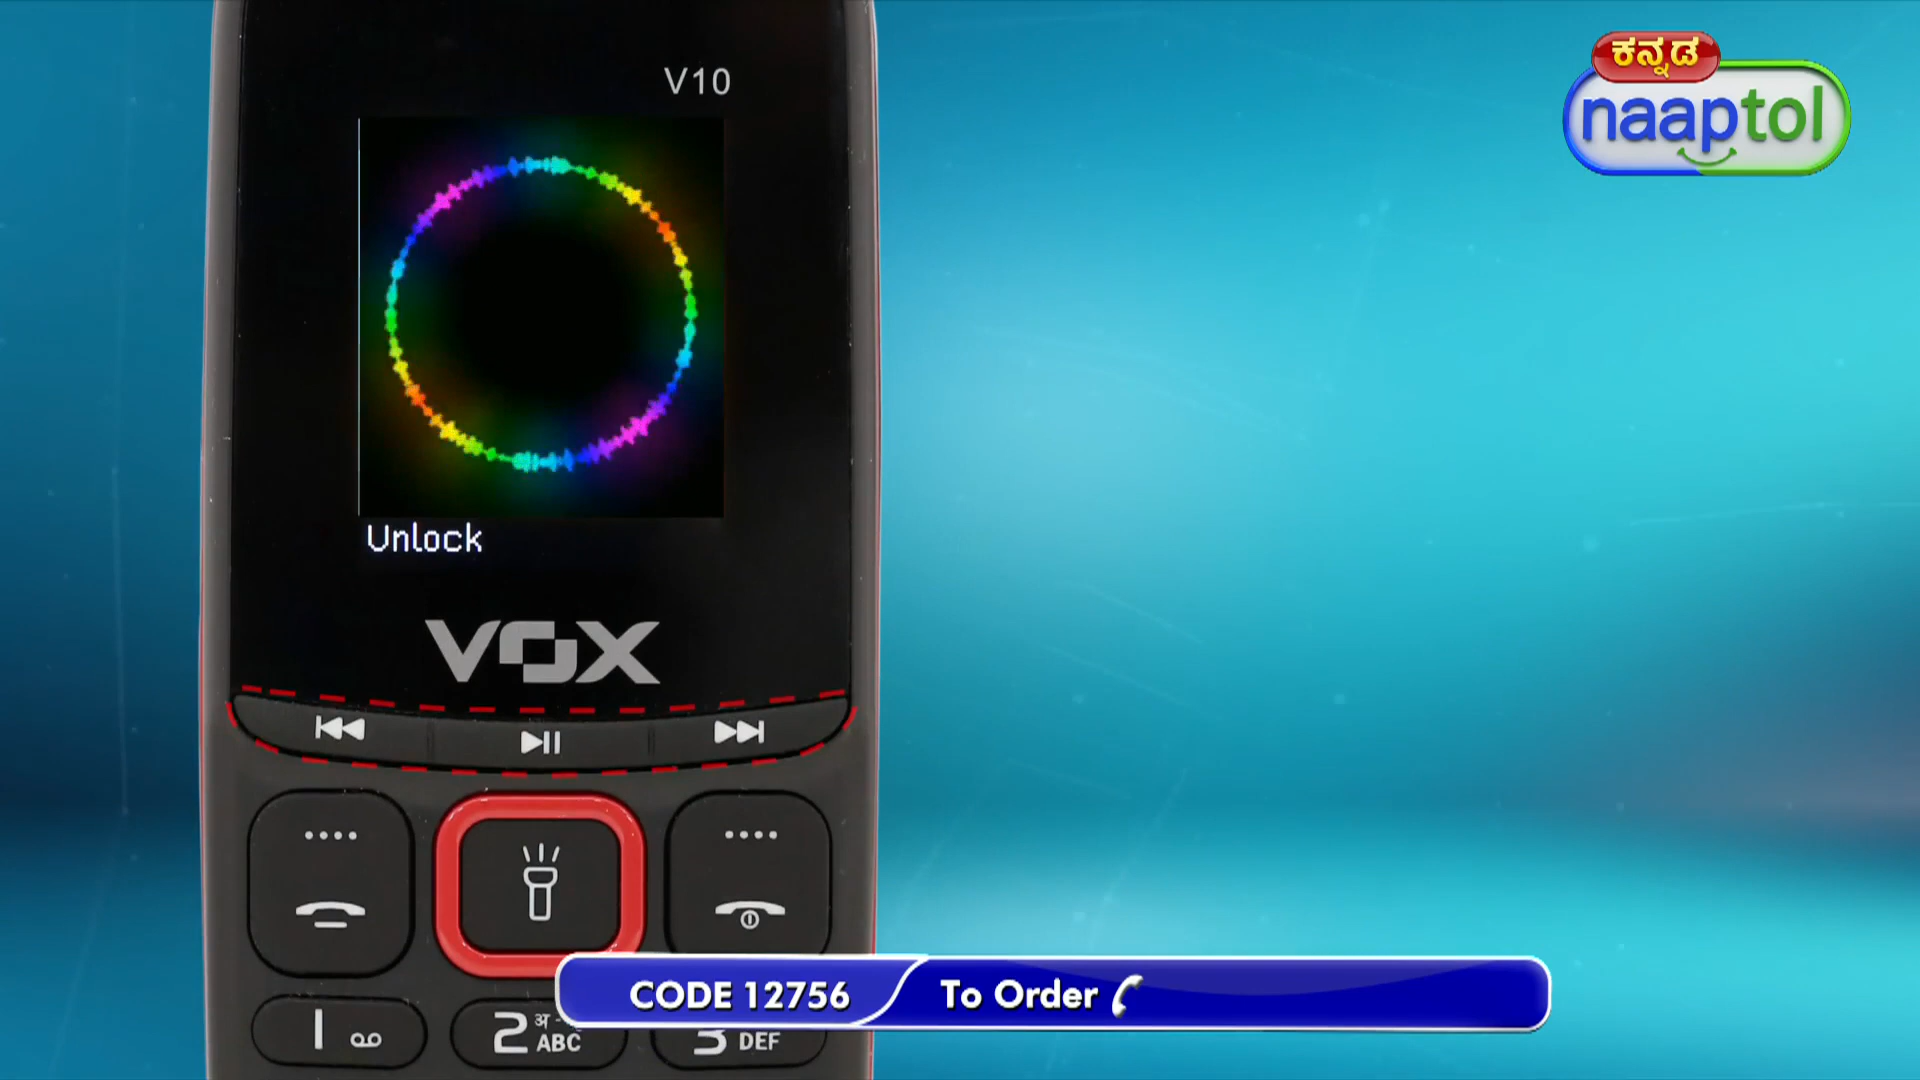 V10
ಕನ್ನಡ
naaptol
Unlock
VOX
1
2 ABC
3 DEF
CODE 12756 To Order